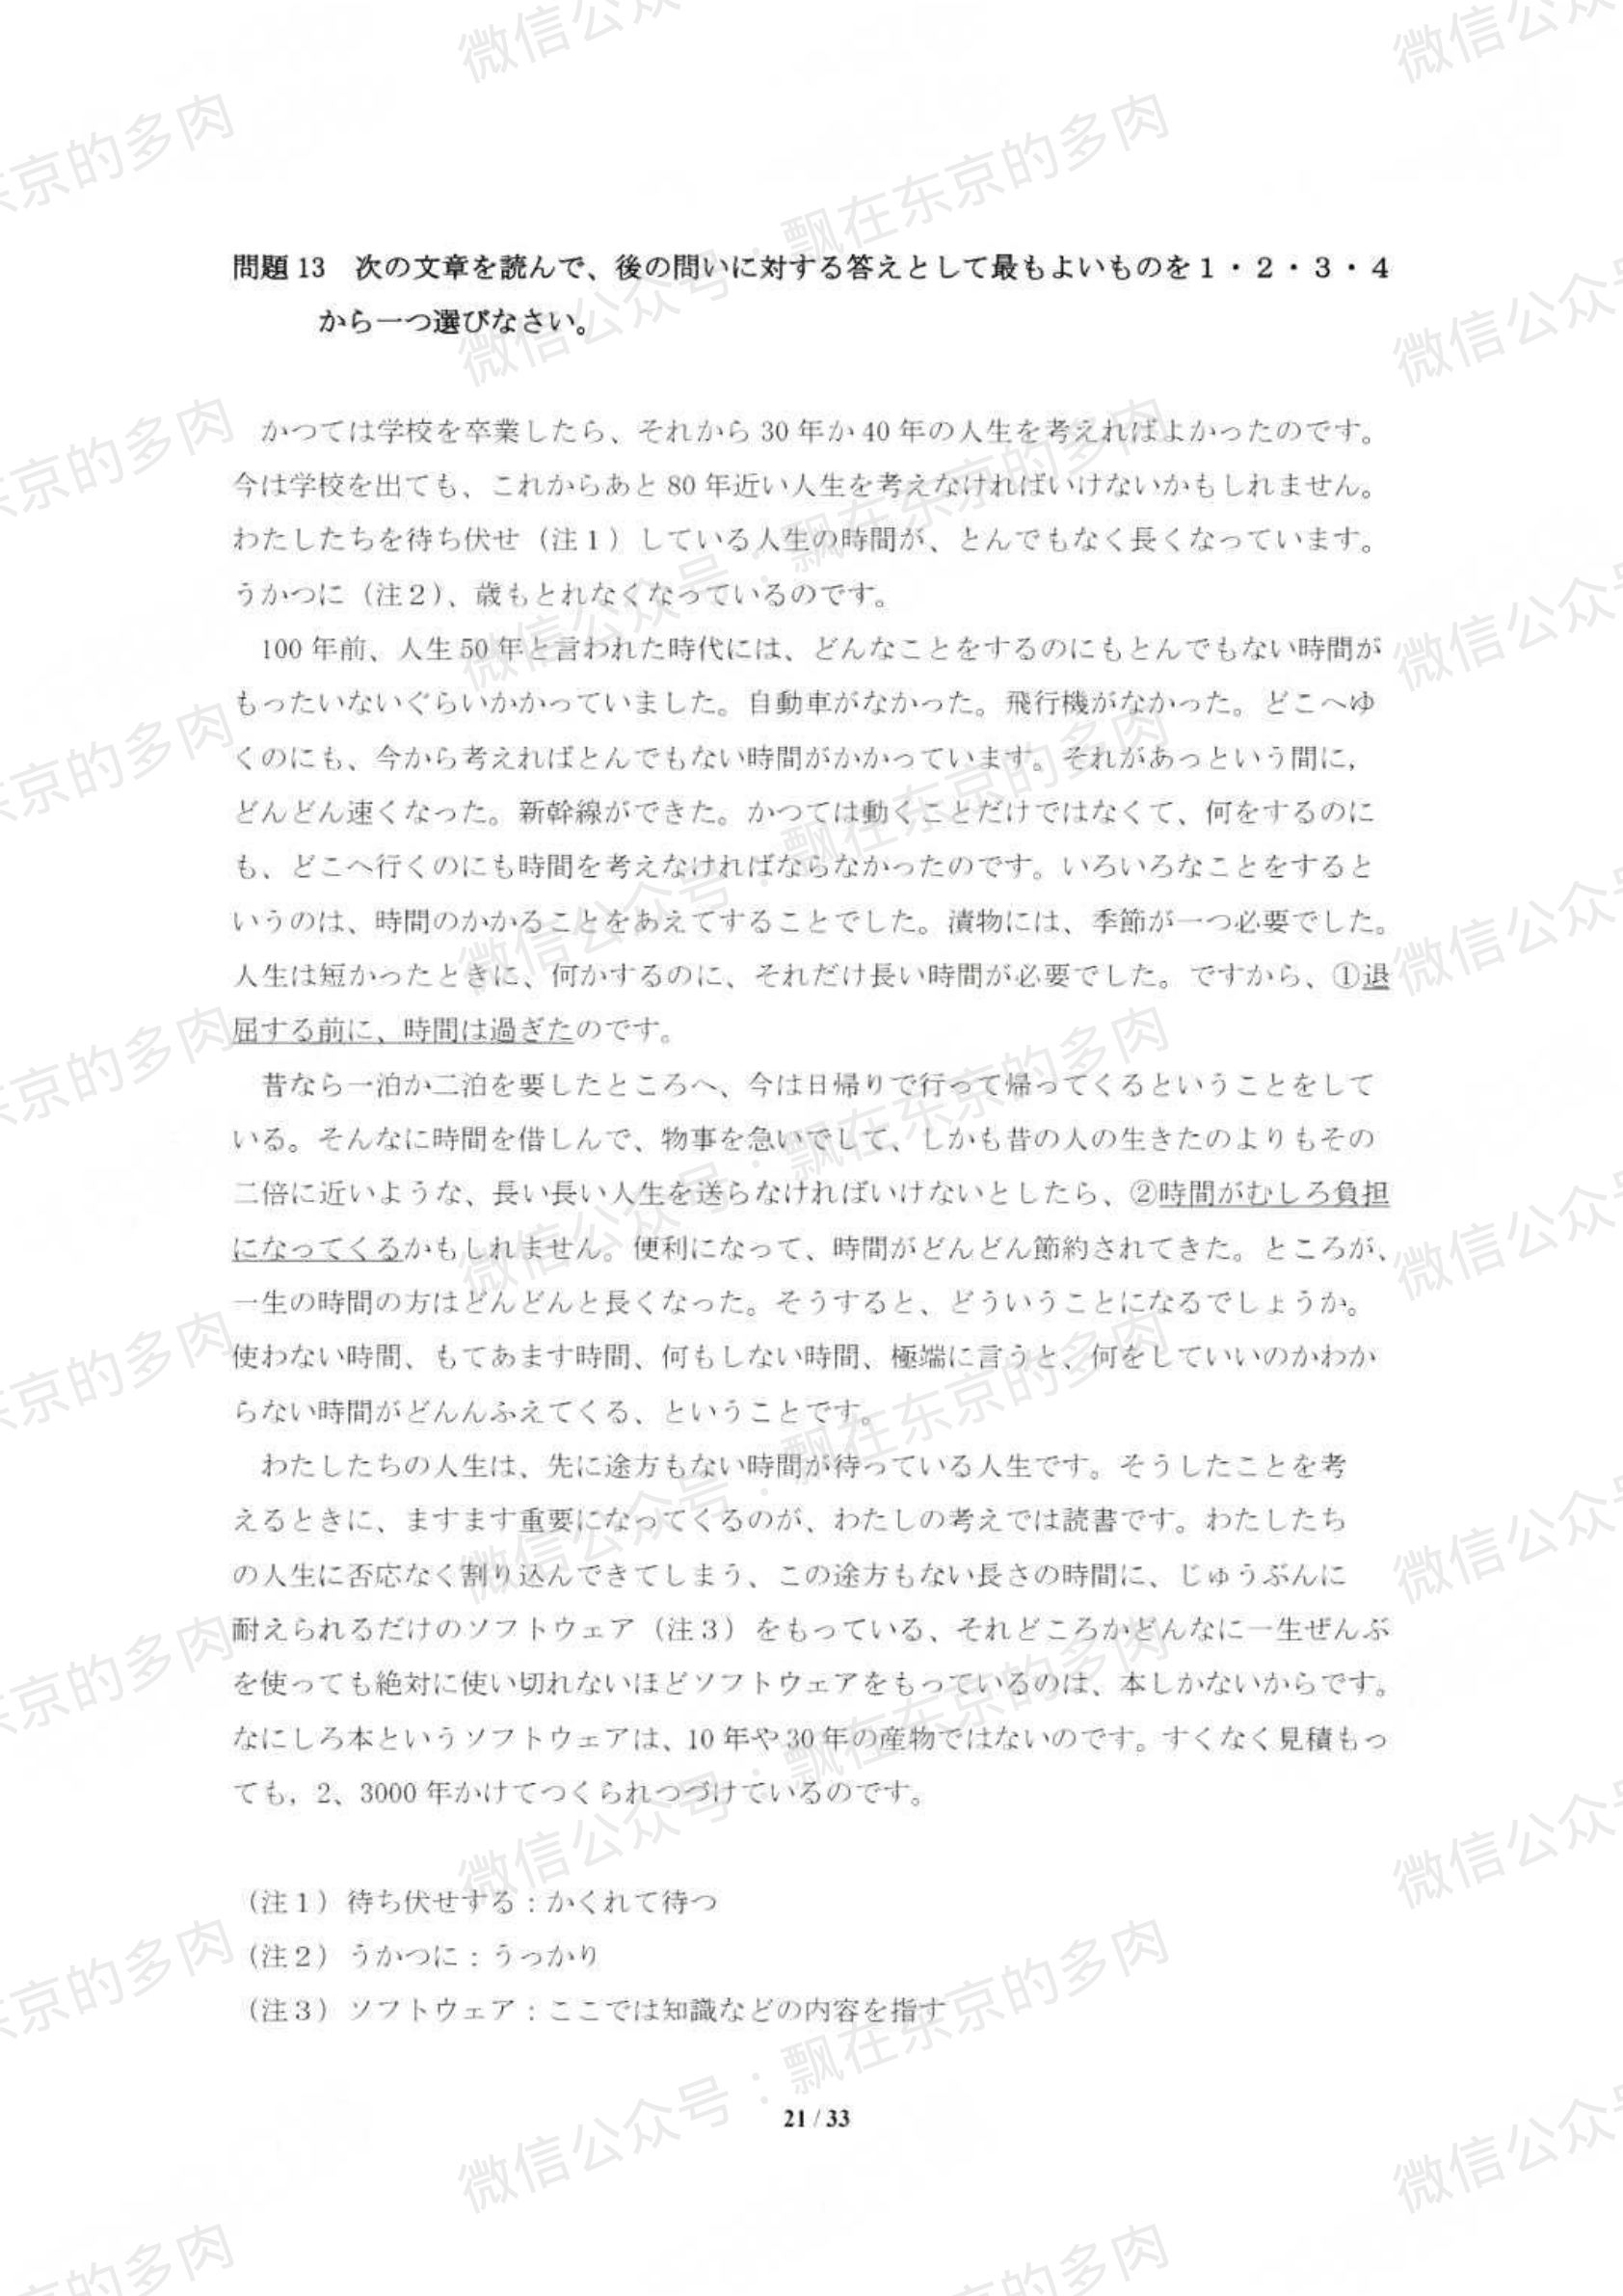 問題13　次の文章を読んで、後の問いに対する答えとして最もよいものを1・2・3・4
から一つ選びなさい。
かつては学校を卒業したら、それから30年か40年の人生を考えればよかったのです。
今は学校を出ても、これからあと80年近い人生を考えなければいけないかもしれません。
わたしたちを待ち伏せ（注1）している人生の時間が、とんでもなく長くなっています。
うかつに（注2）、歳もとれなくなっているのです。
100年前、人生50年と言われた時代には、どんなことをするのにもとんでもない時間が
もったいないぐらいかかっていました。自動車がなかった。飛行機がなかった。どこへゆ
くのにも、今から考えればとんでもない時間がかかっています。それがあっという間に，
どんどん速くなった。新幹線ができた。かつては動くことだけではなくて、何をするのに
も、どこへ行くのにも時間を考えなければならなかったのです。いろいろなことをすると
いうのは、時間のかかることをあえてすることでした。漬物には、季節が一つ必要でした。
人生は短かったときに、何かするのに、それだけ長い時間が必要でした。ですから、①退
屈する前に、時間は過ぎたのです。
昔なら一泊か二泊を要したところへ、今は日帰りで行って帰ってくるということをして
いる。そんなに時間を借しんで、物事を急いでして、しかも昔の人の生きたのよりもその
二倍に近いような、長い長い人生を送らなければいけないとしたら、②時間がむしろ負担
になってくるかもしれません。便利になって、時間がどんどん節約されてきた。ところが、
一生の時間の方はどんどんと長くなった。そうすると、どういうことになるでしょうか。
使わない時間、もてあます時間、何もしない時間、極端に言うと、何をしていいのかわか
らない時間がどんんふえてくる、ということです。
わたしたちの人生は、先に途方もない時間が待っている人生です。そうしたことを考
えるときに、ますます重要になってくるのが、わたしの考えでは読書です。わたしたち
の人生に否応なく割り込んできてしまう、この途方もない長さの時間に、じゅうぶんに
耐えられるだけのソフトウェア（注3）をもっている、それどころかどんなに一生ぜんぶ
を使っても絶対に使い切れないほどソフトウェアをもっているのは、本しかないからです。
なにしろ本というソフトウェアは、10年や30年の産物ではないのです。すくなく見積もっ
ても，2、3000年かけてつくられつづけているのです。
（注1）待ち伏せする：かくれて待つ
（注2）うかつに：うっかり
（注3）ソフトウェア：ここでは知識などの内容を指す
21 / 33
微信公众号：飘在东京的多肉